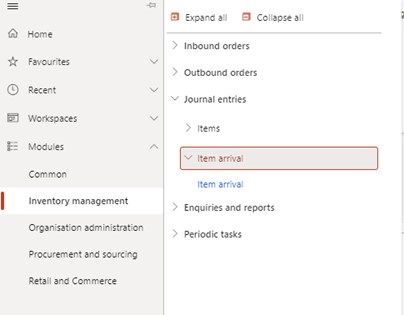 Home
Favourites
Recent
Workspaces
Modules
Common
Inventory management
Organisation administration
Procurement and sourcing
Retail and Commerce
Expand all
Collapse all
Inbound orders
Outbound orders
Journal entries
Items
Item arrival
Item arrival
Enquiries and reports
Periodic tasks